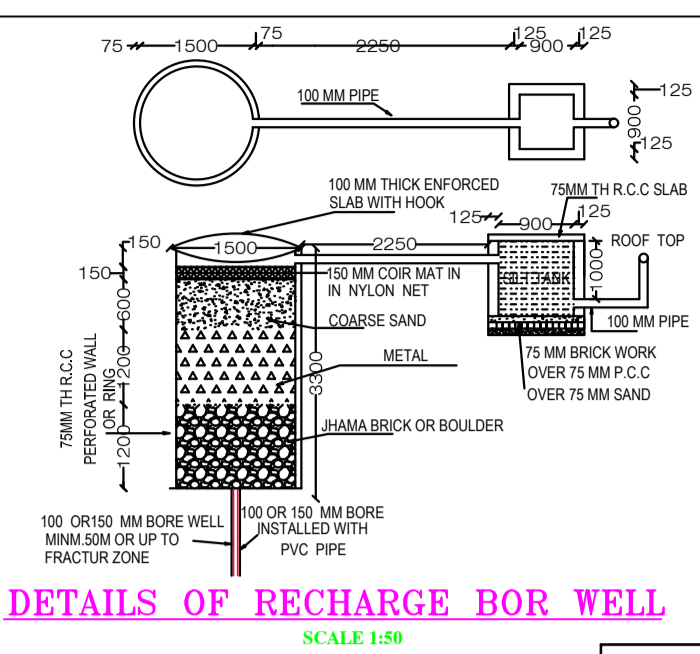 75
1500
75
2250
125
900
125
100 MM PIPE
125
900
125
100 MM THICK ENFORCED
SLAB WITH HOOK
75MM TH R.C.C SLAB
125
900
125
ROOF TOP
150
1500
2250
1000
SILT TANK
150
150 MM COIR MAT IN
IN NYLON NET
600
COARSE SAND
100 MM PIPE
METAL
1200
3300
75 MM BRICK WORK
OVER 75 MM P.C.C
OVER 75 MM SAND
75MM TH R.C.C
PERFORATED WALL
OR RING
1200
JHAMA BRICK OR BOULDER
100 OR150 MM BORE WELL
MINM.50M OR UP TO
FRACTUR ZONE
100 OR 150 MM BORE
INSTALLED WITH
PVC PIPE
DETAILS OF RECHARGE BOR WELL
SCALE 1:50